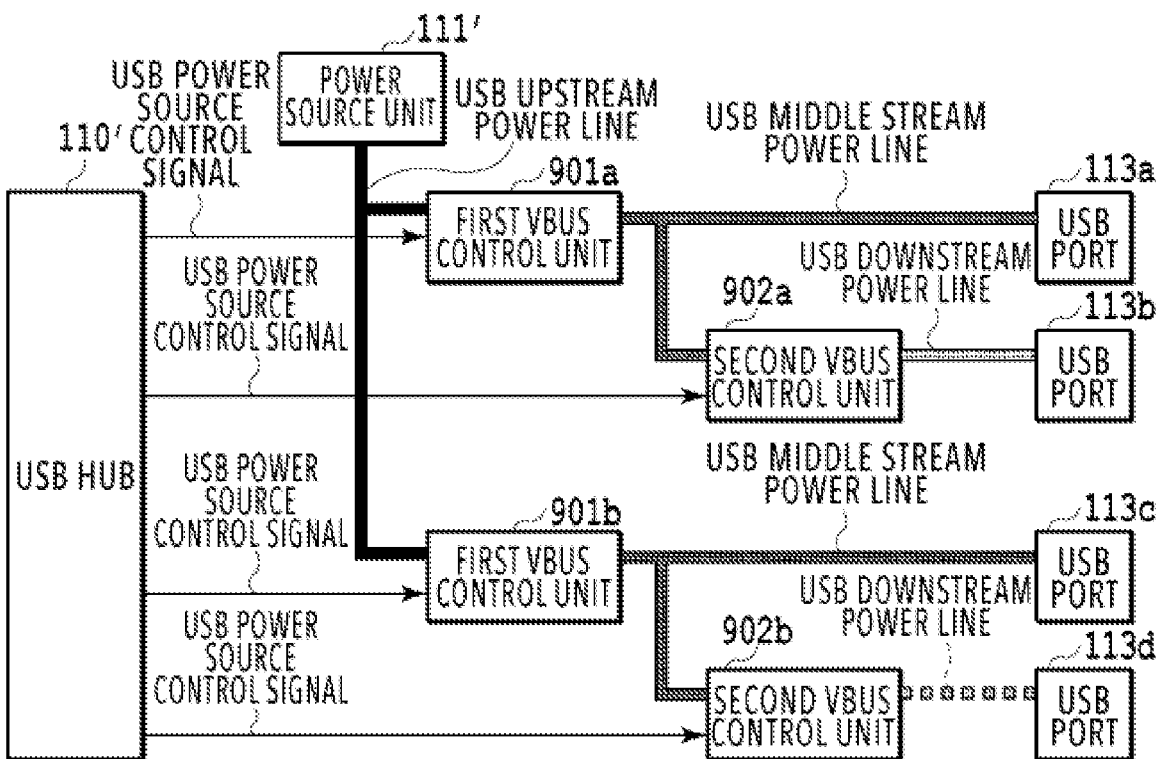 111'
POWER
SOURCE UNIT
USB POWER
SOURCE
CONTROL
SIGNAL
110'
USB UPSTREAM
POWER LINE
USB MIDDLE STREAM
POWER LINE
901a
113a
FIRST VBUS
CONTROL UNIT
USB
PORT
USB POWER
SOURCE
CONTROL SIGNAL
USB DOWNSTREAM
POWER LINE
902a
113b
SECOND VBUS
CONTROL UNIT
USB
PORT
USB HUB
USB POWER
SOURCE
CONTROL SIGNAL
USB MIDDLE STREAM
POWER LINE
901b
113c
FIRST VBUS
CONTROL UNIT
USB
PORT
USB POWER
SOURCE
CONTROL SIGNAL
USB DOWNSTREAM
POWER LINE
902b
113d
SECOND VBUS
CONTROL UNIT
USB
PORT